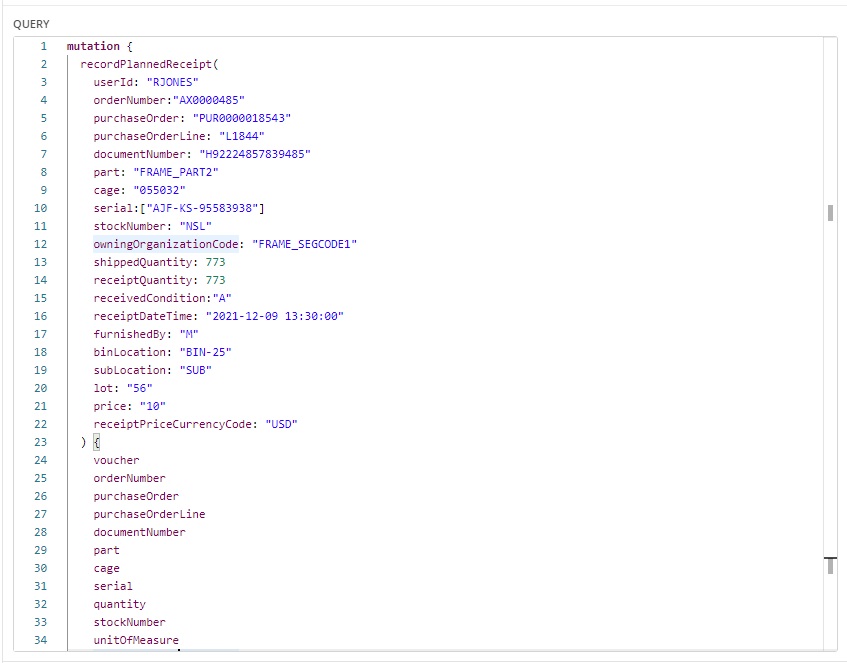 QUERY
1 mutation {
2 recordPlannedReceipt(
3 userId: "RJONES"
4 orderNumber:"AX0000485"
5 purchaseOrder: "PUR0000018543"
6 purchaseOrderLine: "L1844"
7 documentNumber: "H92224857839485"
8 part: "FRAME_PART2"
9 cage: "055032"
10 serial:["AJF-KS-95583938"]
11 stockNumber: "NSL"
12 owningOrganizationCode: "FRAME_SEGCODE1"
13 shippedQuantity: 773
14 receiptQuantity: 773
15 receivedCondition:"A"
16 receiptDateTime: "2021-12-09 13:30:00"
17 furnishedBy: "M"
18 binLocation: "BIN-25"
19 subLocation: "SUB"
20 lot: "56"
21 price: "10"
22 receiptPriceCurrencyCode: "USD"
23 ) {
24 voucher
25 orderNumber
26 purchaseOrder
27 purchaseOrderLine
28 documentNumber
29 part
30 cage
31 serial
32 quantity
33 stockNumber
34 unitOfMeasure